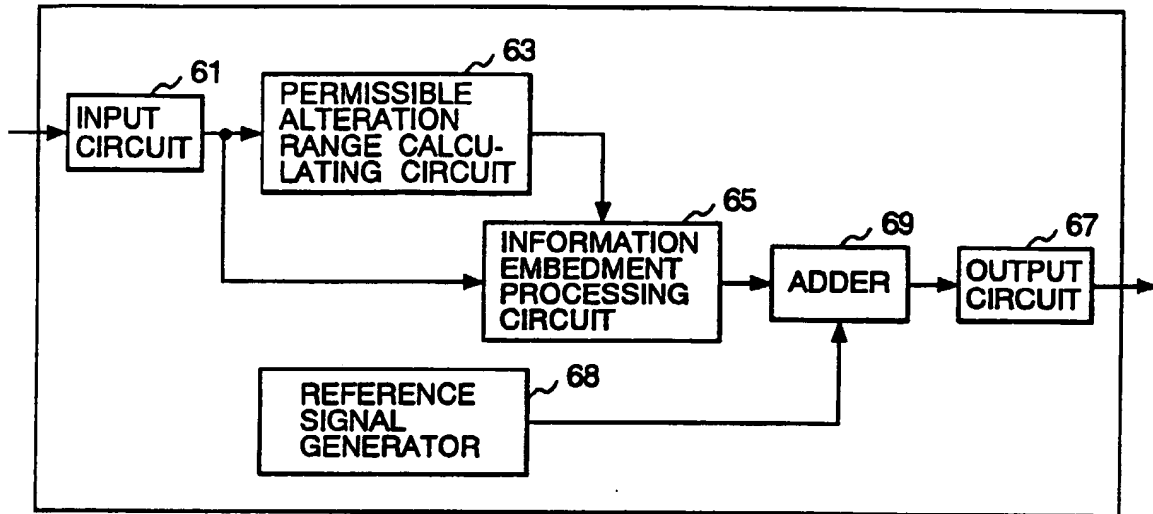 61
INPUT
CIRCUIT
63
PERMISSIBLE
ALTERATION
RANGE CALCU-
LATING CIRCUIT
65
INFORMATION
EMBEDMENT
PROCESSING
CIRCUIT
69
ADDER
67
OUTPUT
CIRCUIT
68
REFERENCE
SIGNAL
GENERATOR